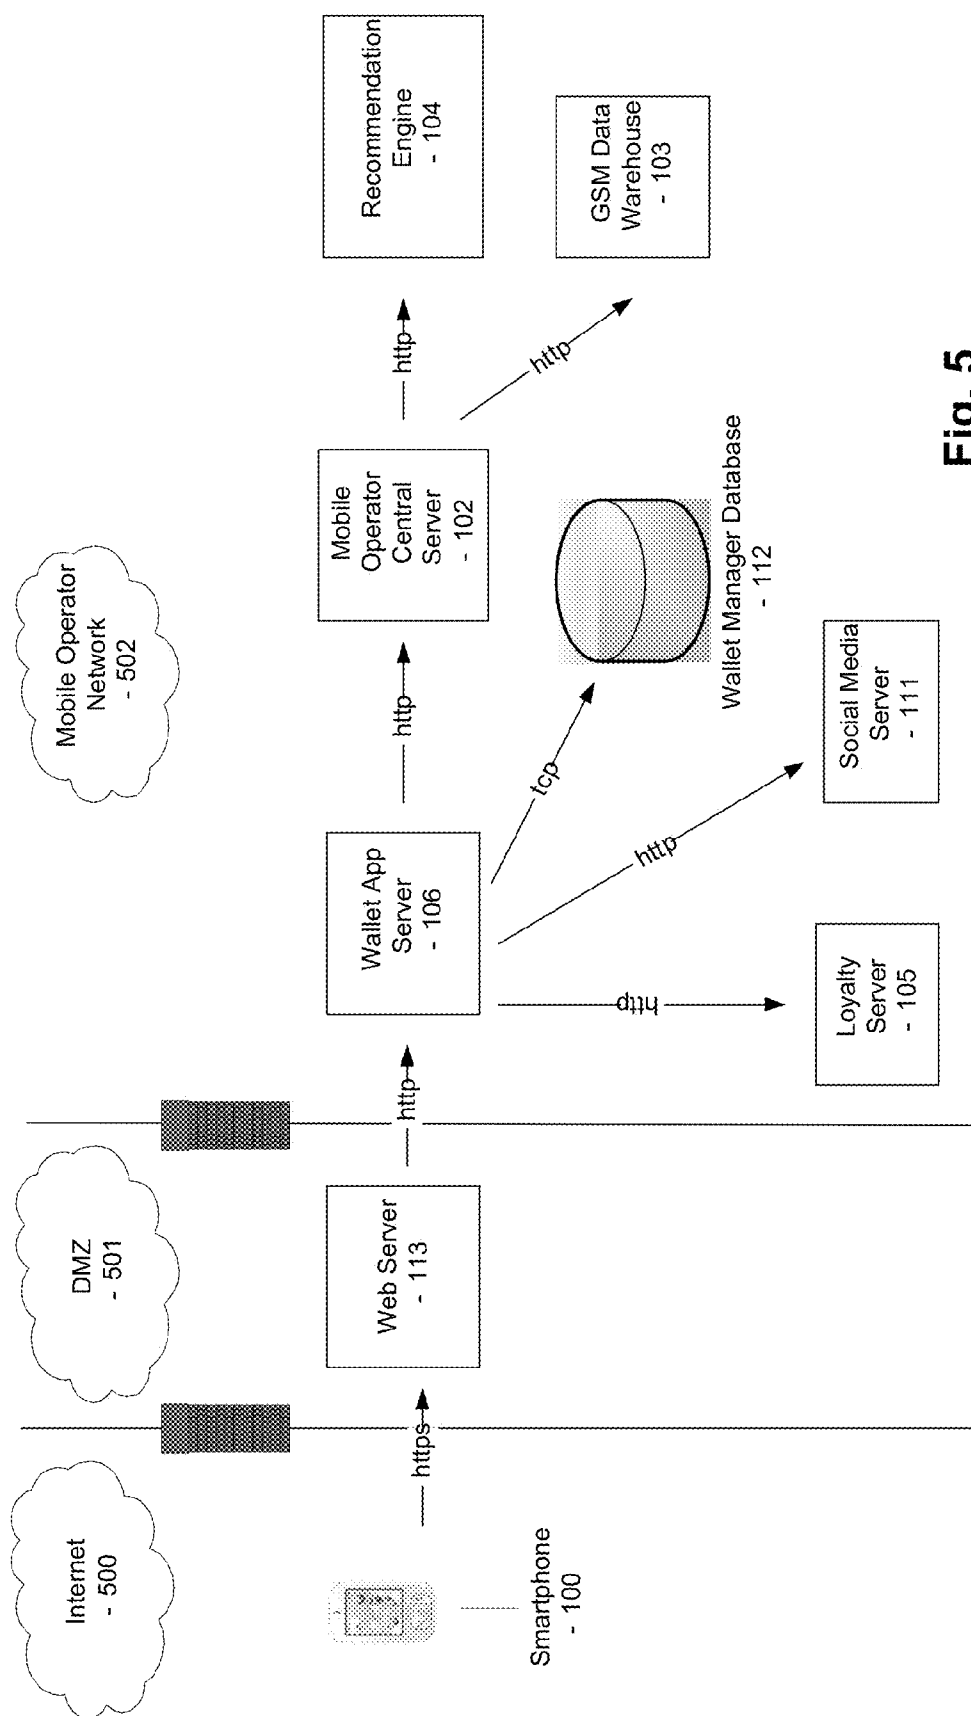 Internet
- 500
DMZ
- 501
Mobile Operator
Network
- 502
Smartphone
- 100
https
Web Server
- 113
http
Wallet App
Server
- 106
http
Mobile
Operator
Central
Server
- 102
http
Recommendation
Engine
- 104
http
GSM Data
Warehouse
- 103
tcp
Wallet Manager Database
- 112
http
Social Media
Server
- 111
http
Loyalty
Server
- 105
Fig. 5